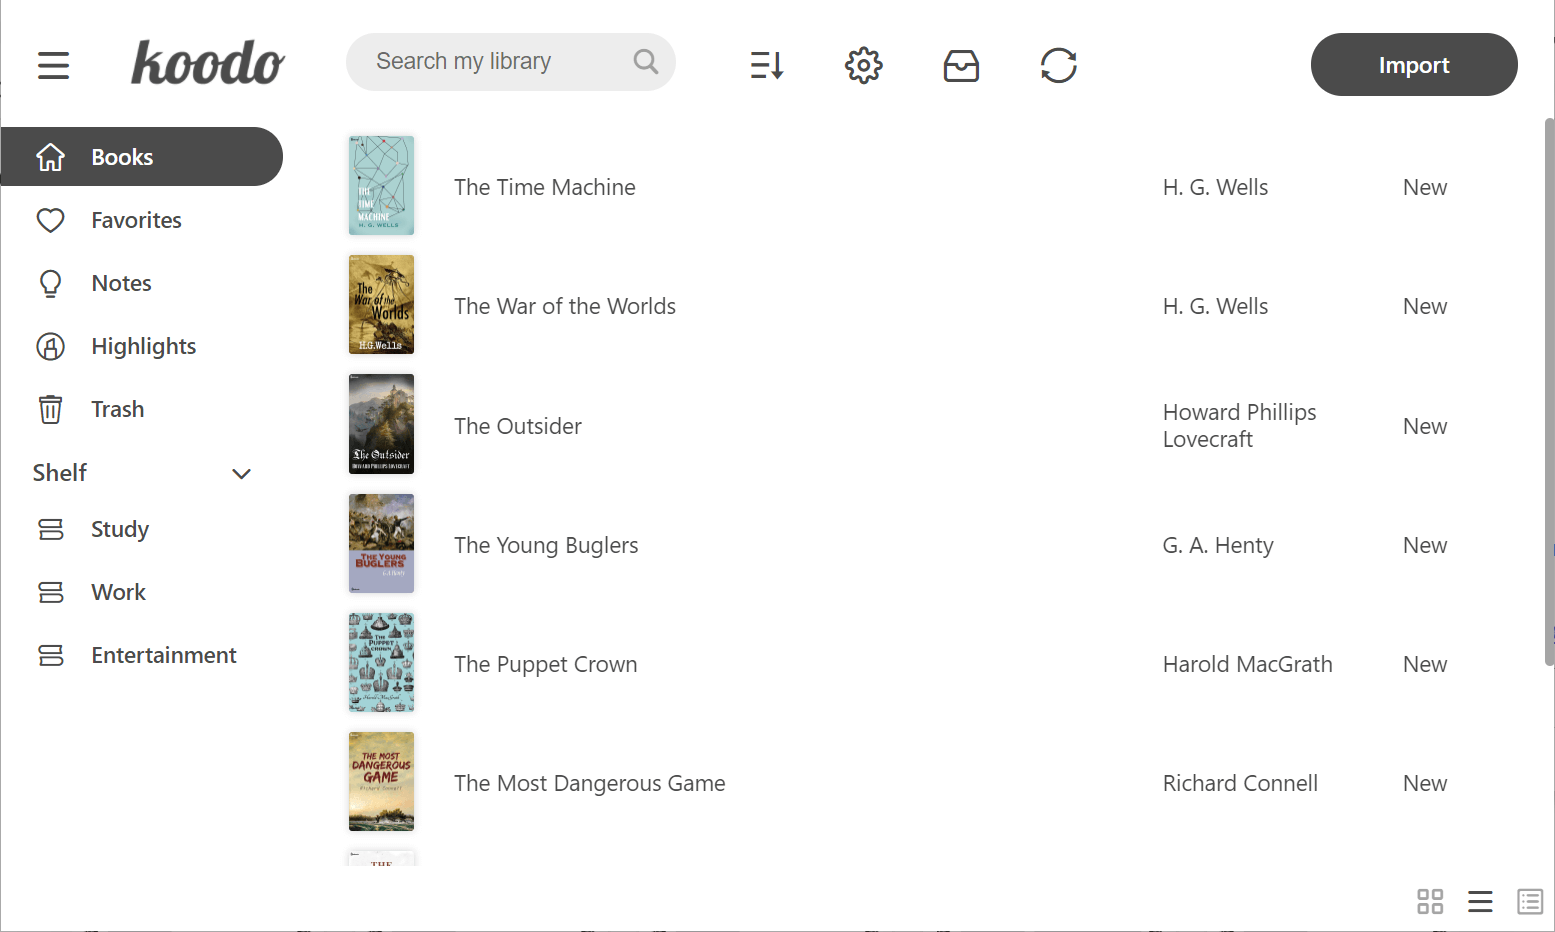 koodo
Search my library
Import
Books
Favorites
Notes
Highlights
Trash
Shelf
Study
Work
Entertainment
THE
TIME
MACHINE
H. G. WELLS
The Time Machine
H. G. Wells
New
The
War of the
Worlds
H.G.Wells
The War of the Worlds
H. G. Wells
New
The Outsider
HOWARD PHILLIPS LOVECRAFT
The Outsider
Howard Phillips
Lovecraft
New
THE YOUNG
BUGLERS
The Young Buglers
G. A. Henty
New
THE
PUPPET
CROWN
Harold MacGrath
The Puppet Crown
Harold MacGrath
New
THE MOST
DANGEROUS
GAME
Richard Connell
The Most Dangerous Game
Richard Connell
New
THE